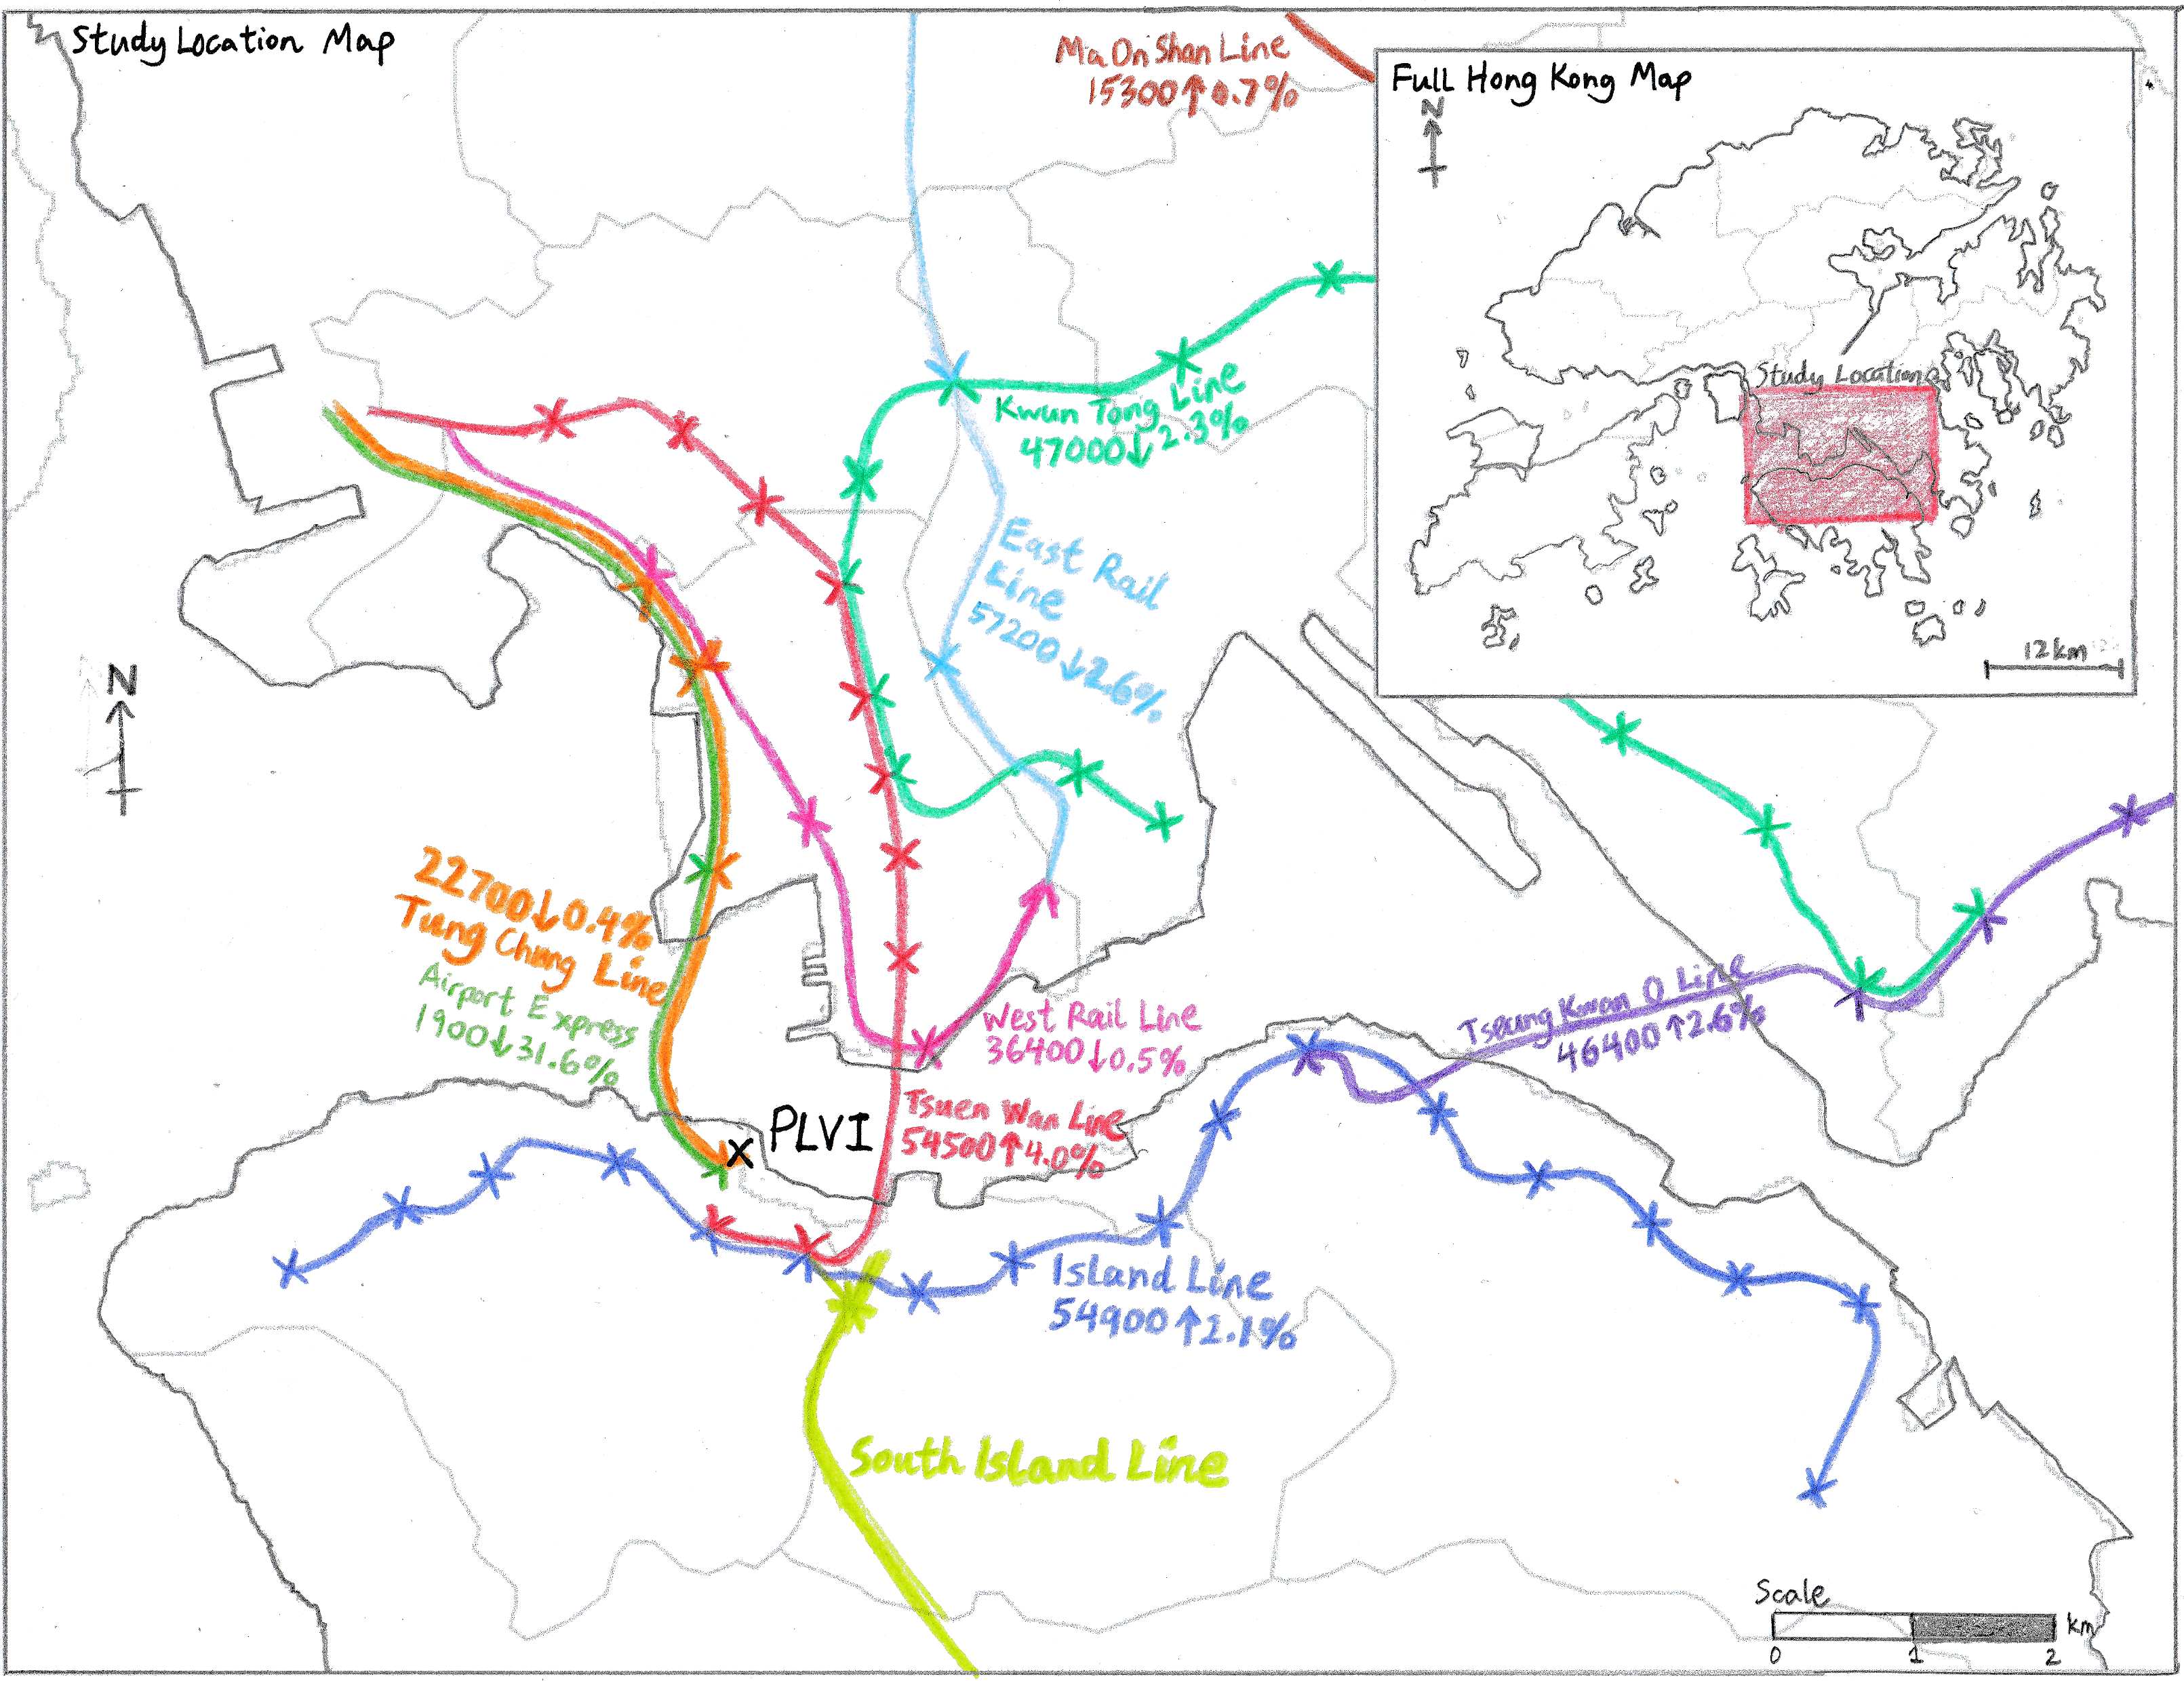 Study Location Map
Ma On Shan Line
15300↑0.7%
Full Hong Kong Map
N
Study Location
12km
Kwun Tong Line
47000↓2.3%
East Rail
Line
57200↓2.6%
N
22700↓0.4%
Tung Chung Line
Airport Express
1900↓31.6%
West Rail Line
36400↓0.5%
Tseung Kwan O Line
46400↑2.6%
PLVI
Tsuen Wan Line
54500↑4.0%
Island Line
54900↑2.1%
South Island Line
Scale
km
0 1 2